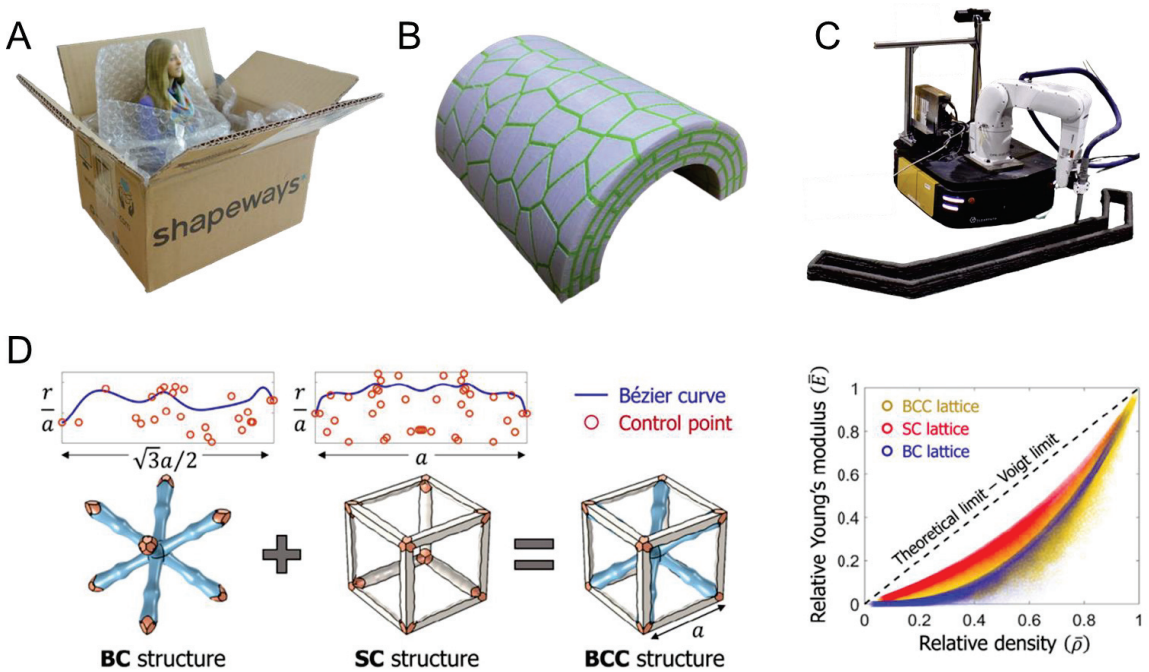 A
B
C
shapeways
D
r
a
√3a/2
r
a
a
Bézier curve
Control point
BC structure
SC structure
a
BCC structure
Relative Young's modulus (Ē)
1
0.8
0.6
0.4
0.2
0
BCC lattice
SC lattice
BC lattice
Theoretical limit – Voigt limit
0 0.2 0.4 0.6 0.8 1
Relative density (ρ̄)